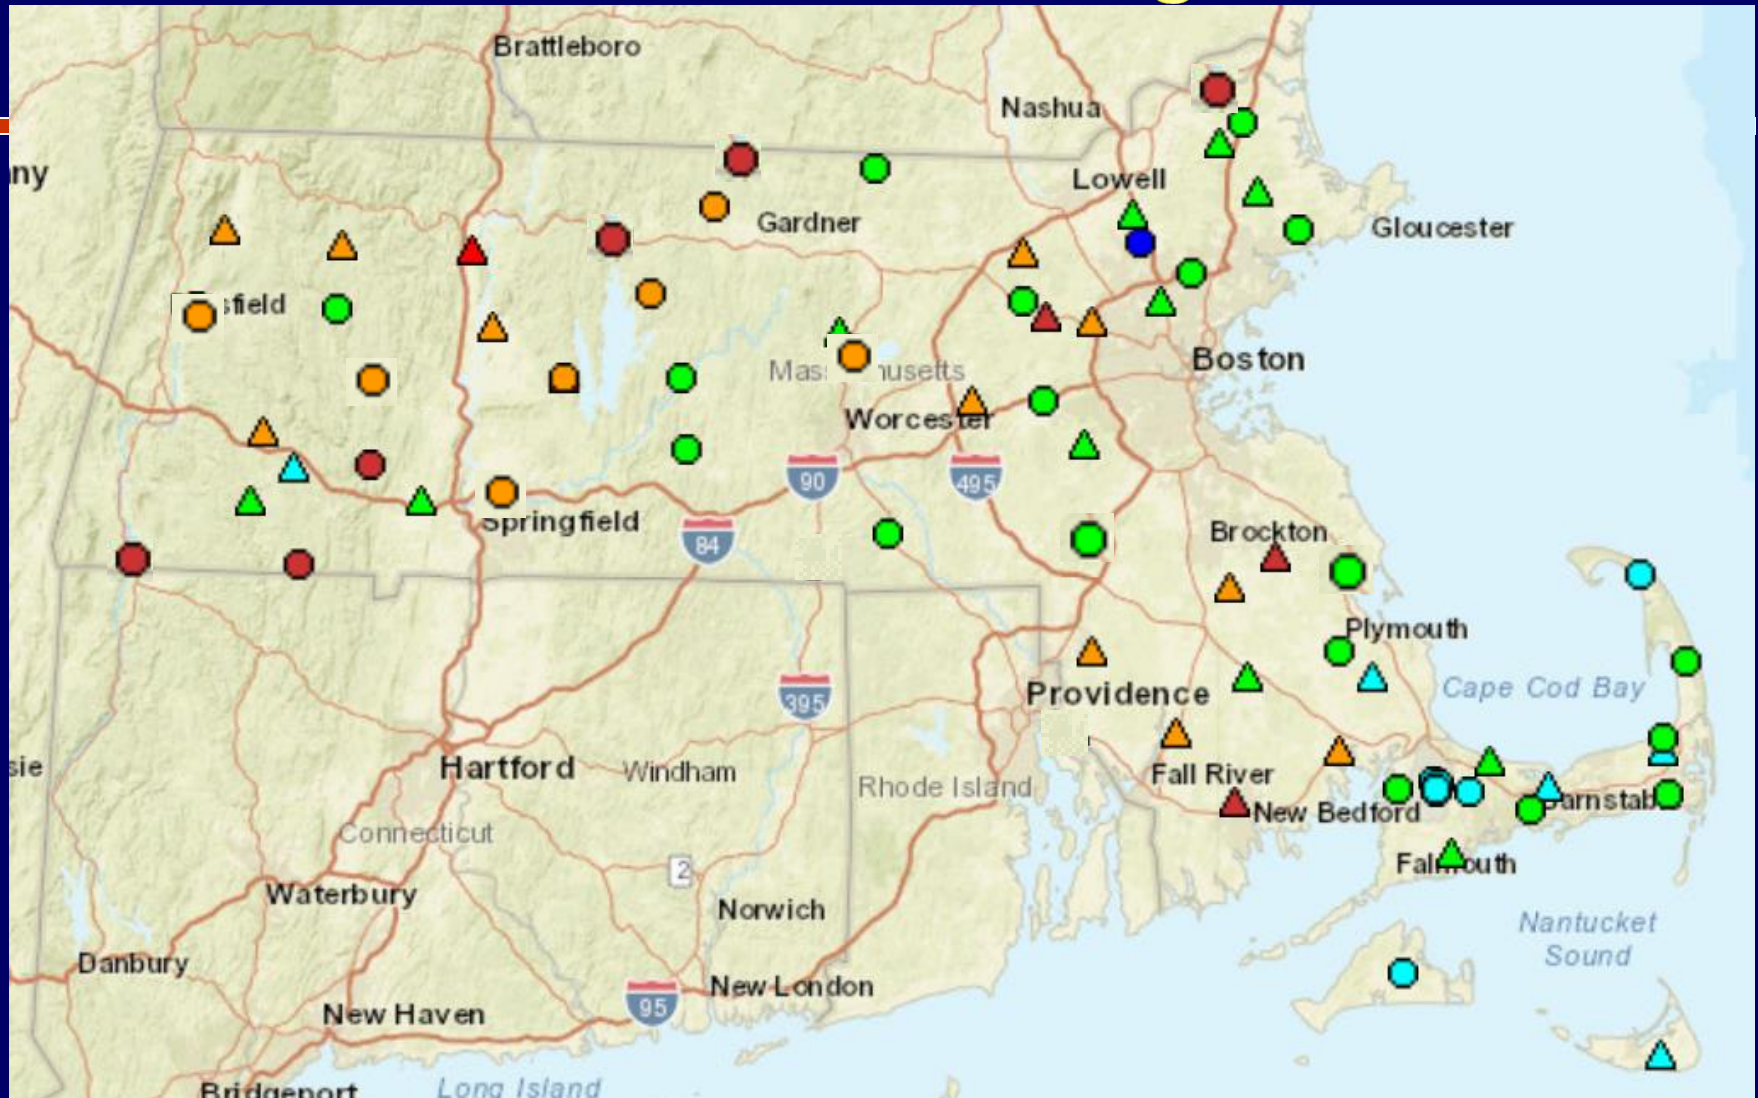 Brattleboro
Nashua
Lowell
Gardner
Gloucester
sfield
Boston
Worcester
90
495
Springfield
84
Brockton
Plymouth
Providence
Cape Cod Bay
395
Hartford
Windham
Rhode Island
Fall River
New Bedford
Connecticut
2
Waterbury
Norwich
Nantucket
Sound
Danbury
New London
95
New Haven
Bridgeport
Long Island